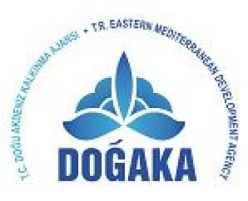 T.C. DOĞU AKDENİZ KALKINMA AJANSI • T.R. EASTERN MEDITERRANEAN DEVELOPMENT AGENCY
DOĞAKA